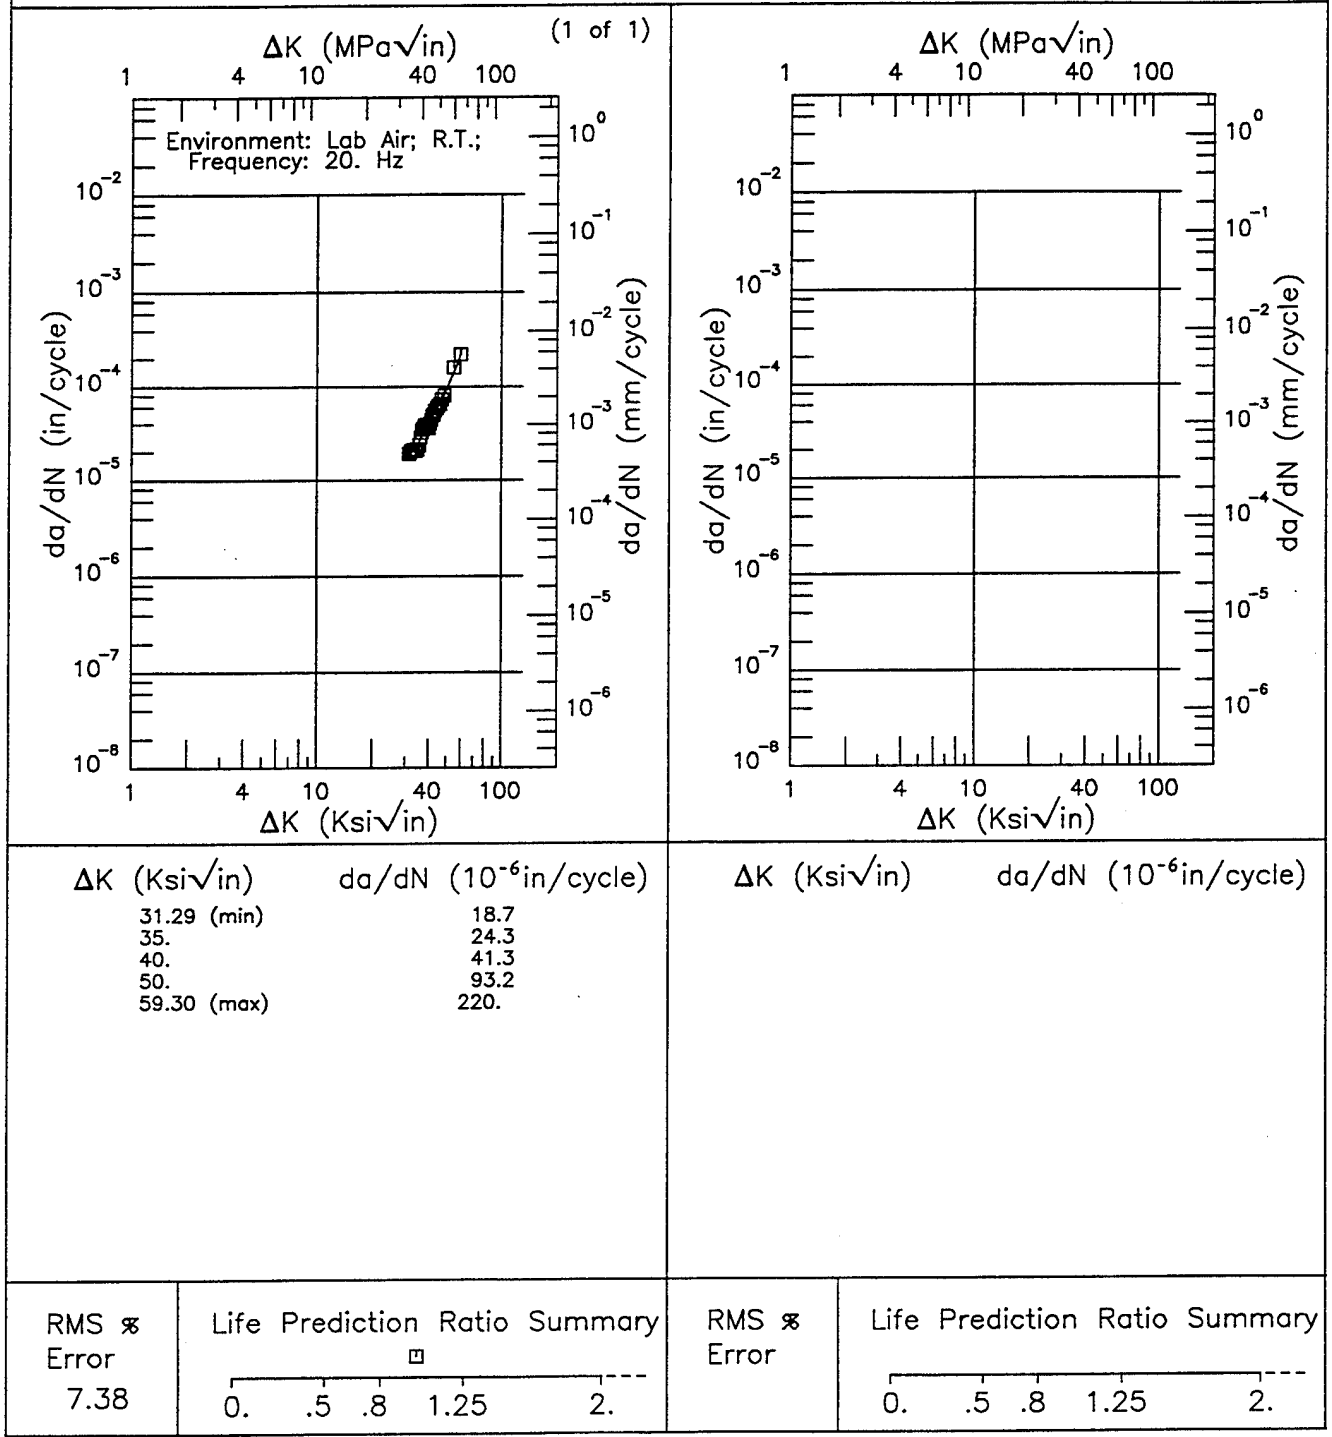 (1 of 1)
ΔK (MPa√in)
1 4 10 40 100
Environment: Lab Air; R.T.;
Frequency: 20. Hz
da/dN (in/cycle)
10⁻²
10⁻³
10⁻⁴
10⁻⁵
10⁻⁶
10⁻⁷
10⁻⁸
10⁰
10⁻¹
10⁻²
10⁻³
10⁻⁴
10⁻⁵
10⁻⁶
da/dN (mm/cycle)
1 4 10 40 100
ΔK (Ksi√in)
ΔK (MPa√in)
1 4 10 40 100
da/dN (in/cycle)
10⁻²
10⁻³
10⁻⁴
10⁻⁵
10⁻⁶
10⁻⁷
10⁻⁸
10⁰
10⁻¹
10⁻²
10⁻³
10⁻⁴
10⁻⁵
10⁻⁶
da/dN (mm/cycle)
1 4 10 40 100
ΔK (Ksi√in)
ΔK (Ksi√in) da/dN (10⁻⁶in/cycle)
31.29 (min) 18.7
35. 24.3
40. 41.3
50. 93.2
59.30 (max) 220.
ΔK (Ksi√in) da/dN (10⁻⁶in/cycle)
RMS %
Error
7.38
Life Prediction Ratio Summary
0. .5 .8 1.25 2.
RMS %
Error
Life Prediction Ratio Summary
0. .5 .8 1.25 2.